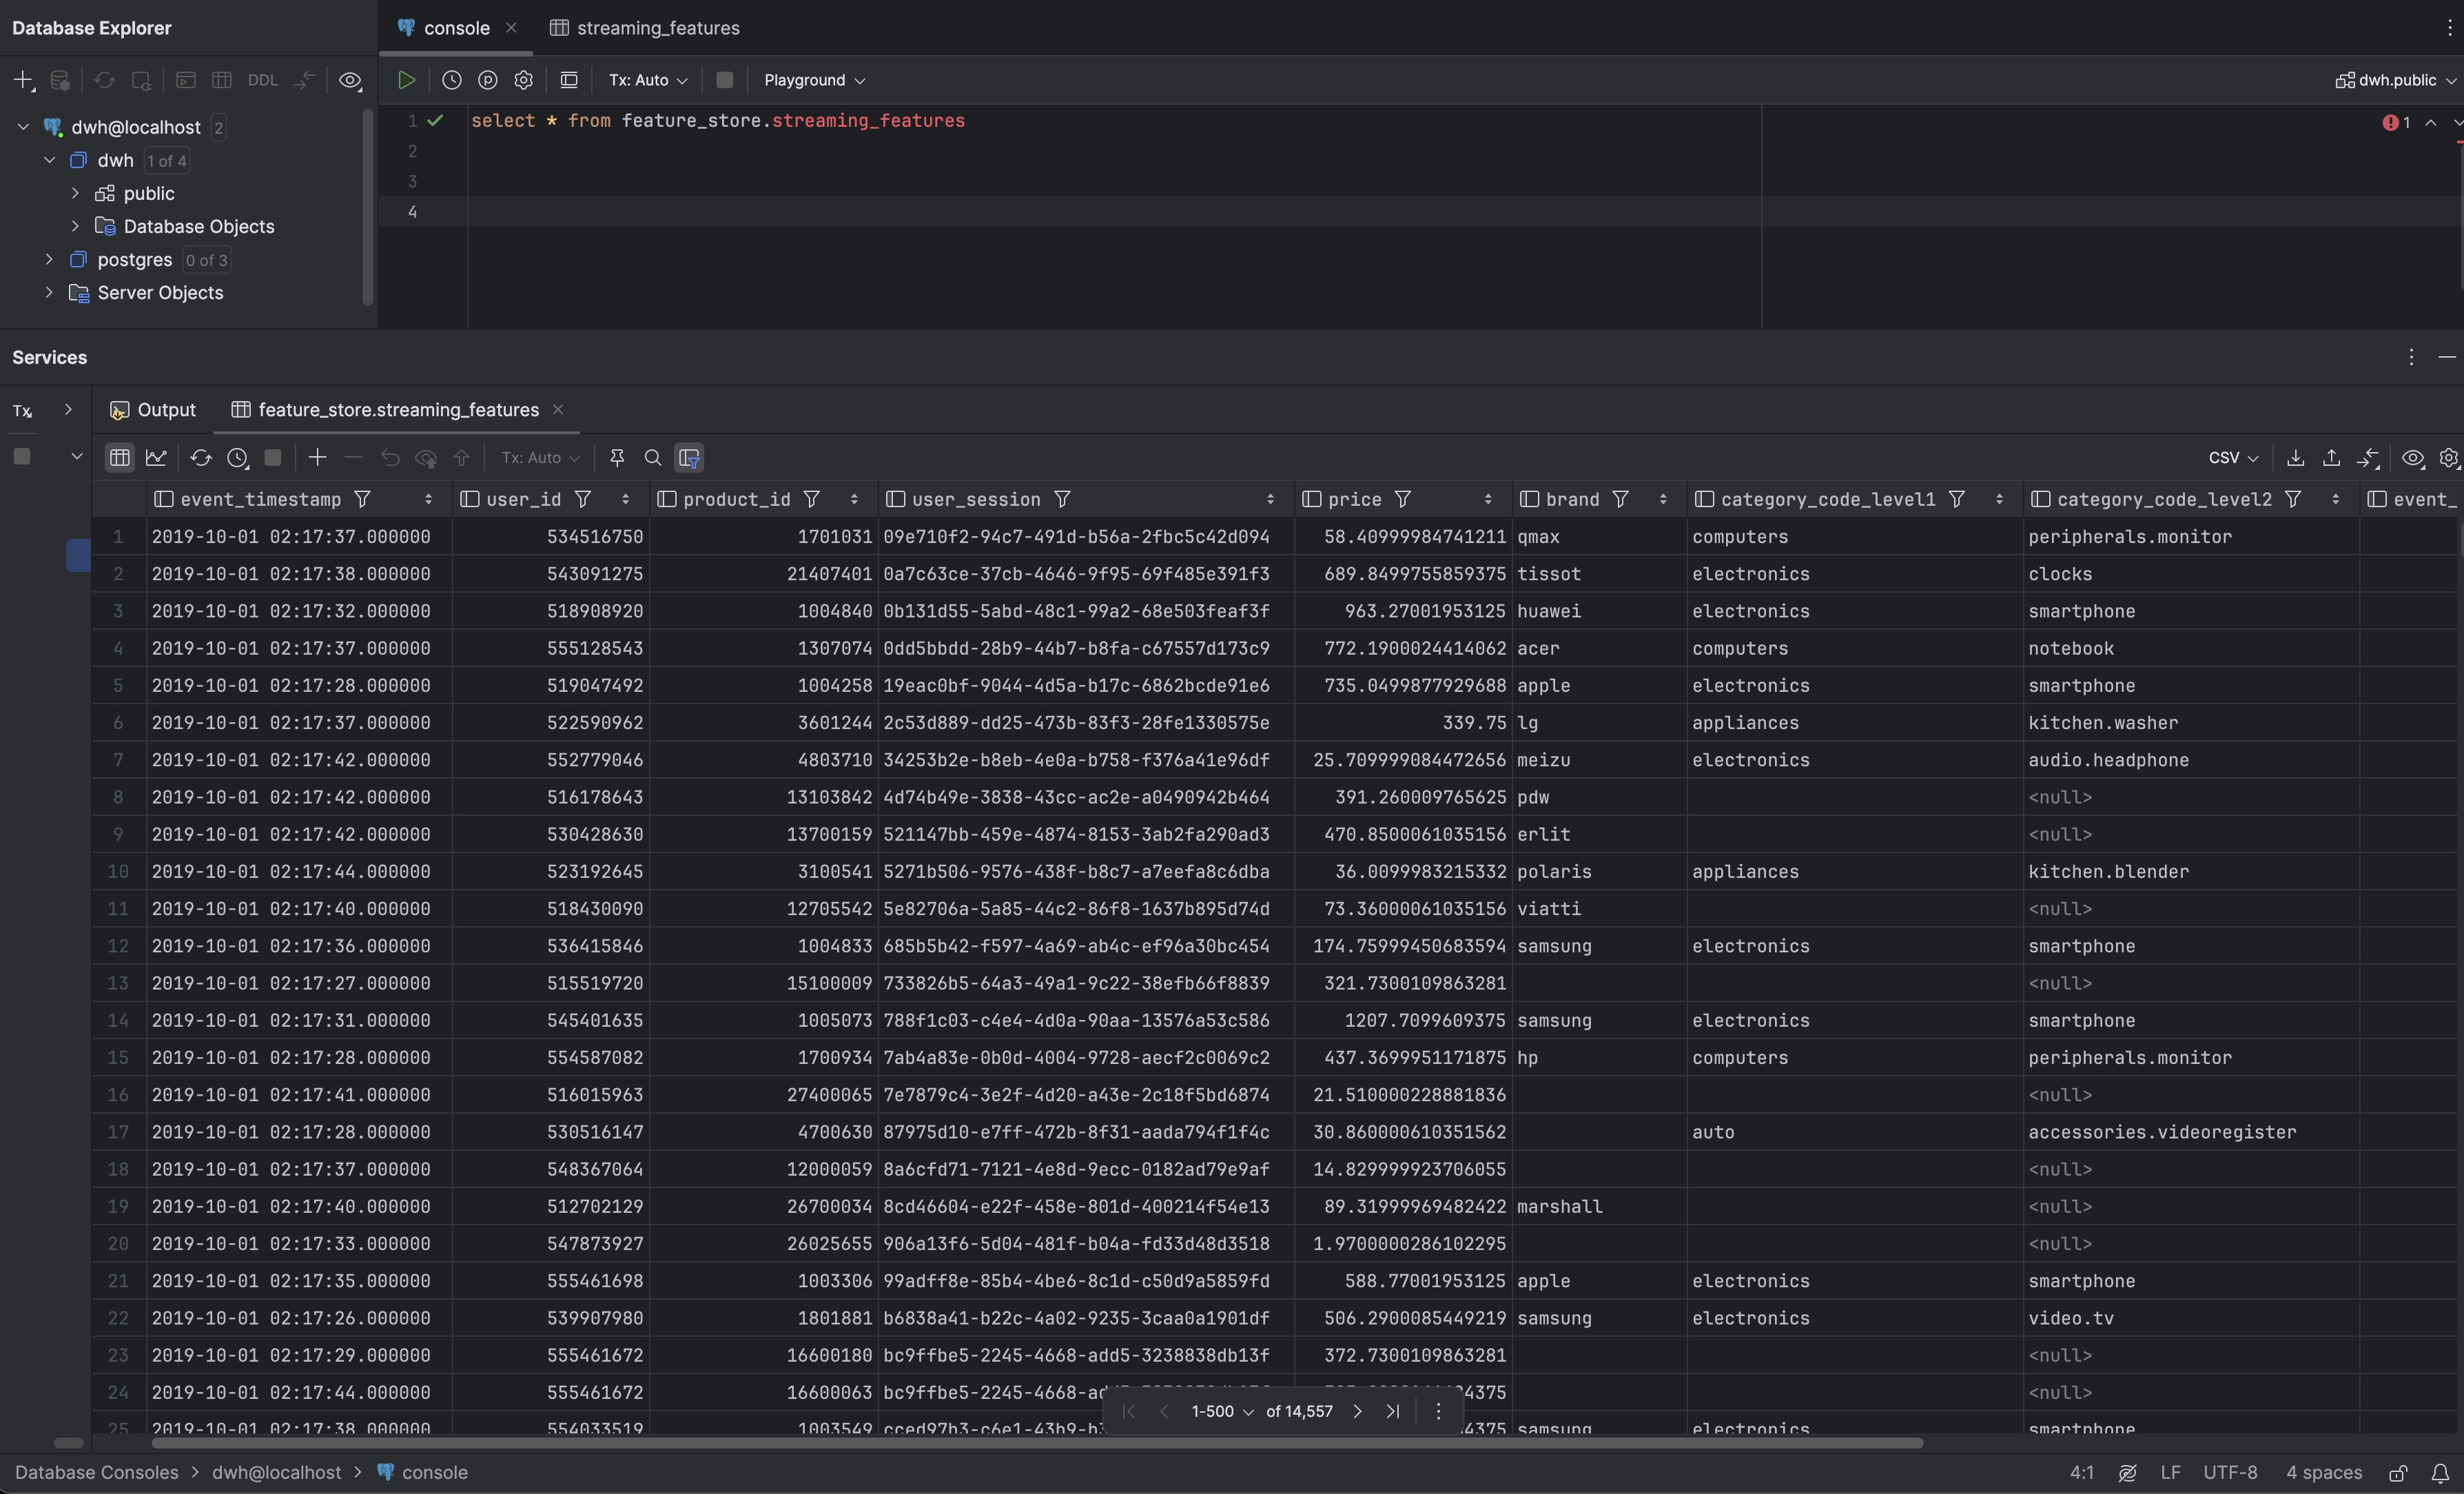 Database Explorer
console
streaming_features
DDL
Tx: Auto
Playground
dwh.public
dwh@localhost 2
dwh 1 of 4
public
Database Objects
postgres 0 of 3
Server Objects
1 select * from feature_store.streaming_features
2
3
4
1
Services
Tx
Output
feature_store.streaming_features
Tx: Auto
CSV
event_timestamp user_id product_id user_session price brand category_code_level1 category_code_level2 event_
1 2019-10-01 02:17:37.000000 534516750 1701031 09e710f2-94c7-491d-b56a-2fbc5c42d094 58.40999984741211 qmax computers peripherals.monitor
2 2019-10-01 02:17:38.000000 543091275 21407401 0a7c63ce-37cb-4646-9f95-69f485e391f3 689.8499755859375 tissot electronics clocks
3 2019-10-01 02:17:32.000000 518908920 1004840 0b131d55-5abd-48c1-99a2-68e503feaf3f 963.27001953125 huawei electronics smartphone
4 2019-10-01 02:17:37.000000 555128543 1307074 0dd5bbdd-28b9-44b7-b8fa-c67557d173c9 772.1900024414062 acer computers notebook
5 2019-10-01 02:17:28.000000 519047492 1004258 19eac0bf-9044-4d5a-b17c-6862bcde91e6 735.0499877929688 apple electronics smartphone
6 2019-10-01 02:17:37.000000 522590962 3601244 2c53d889-dd25-473b-83f3-28fe1330575e 339.75 lg appliances kitchen.washer
7 2019-10-01 02:17:42.000000 552779046 4803710 34253b2e-b8eb-4e0a-b758-f376a41e96df 25.709999084472656 meizu electronics audio.headphone
8 2019-10-01 02:17:42.000000 516178643 13103842 4d74b49e-3838-43cc-ac2e-a0490942b464 391.260009765625 pdw <null>
9 2019-10-01 02:17:42.000000 530428630 13700159 521147bb-459e-4874-8153-3ab2fa290ad3 470.8500061035156 erlit <null>
10 2019-10-01 02:17:44.000000 523192645 3100541 5271b506-9576-438f-b8c7-a7eefa8c6dba 36.0099983215332 polaris appliances kitchen.blender
11 2019-10-01 02:17:40.000000 518430090 12705542 5e82706a-5a85-44c2-86f8-1637b895d74d 73.36000061035156 viatti <null>
12 2019-10-01 02:17:36.000000 536415846 1004833 685b5b42-f597-4a69-ab4c-ef96a30bc454 174.75999450683594 samsung electronics smartphone
13 2019-10-01 02:17:27.000000 515519720 15100009 733826b5-64a3-49a1-9c22-38efb66f8839 321.7300109863281 <null>
14 2019-10-01 02:17:31.000000 545401635 1005073 788f1c03-c4e4-4d0a-90aa-13576a53c586 1207.7099609375 samsung electronics smartphone
15 2019-10-01 02:17:28.000000 554587082 1700934 7ab4a83e-0b0d-4004-9728-aecf2c0069c2 437.3699951171875 hp computers peripherals.monitor
16 2019-10-01 02:17:41.000000 516015963 27400065 7e7879c4-3e2f-4d20-a43e-2c18f5bd6874 21.510000228881836 <null>
17 2019-10-01 02:17:28.000000 530516147 4700630 87975d10-e7ff-472b-8f31-aada794f1f4c 30.860000610351562 auto accessories.videoregister
18 2019-10-01 02:17:37.000000 548367064 12000059 8a6cfd71-7121-4e8d-9ecc-0182ad79e9af 14.829999923706055 <null>
19 2019-10-01 02:17:40.000000 512702129 26700034 8cd46604-e22f-458e-801d-400214f54e13 89.31999969482422 marshall <null>
20 2019-10-01 02:17:33.000000 547873927 26025655 906a13f6-5d04-481f-b04a-fd33d48d3518 1.9700000286102295 <null>
21 2019-10-01 02:17:35.000000 555461698 1003306 99adff8e-85b4-4be6-8c1d-c50d9a5859fd 588.77001953125 apple electronics smartphone
22 2019-10-01 02:17:26.000000 539907980 1801881 b6838a41-b22c-4a02-9235-3caa0a1901df 506.2900085449219 samsung electronics video.tv
23 2019-10-01 02:17:29.000000 555461672 16600180 bc9ffbe5-2245-4668-add5-3238838db13f 372.7300109863281 <null>
24 2019-10-01 02:17:44.000000 555461672 16600063 bc9ffbe5-2245-4668-a 4375 <null>
25 2019-10-01 02:17:38.000000 554033519 1003549 cced97b3-c6e1-43b9-b 4375 samsung electronics smartphone
1-500 of 14,557
Database Consoles > dwh@localhost > console
4:1 LF UTF-8 4 spaces